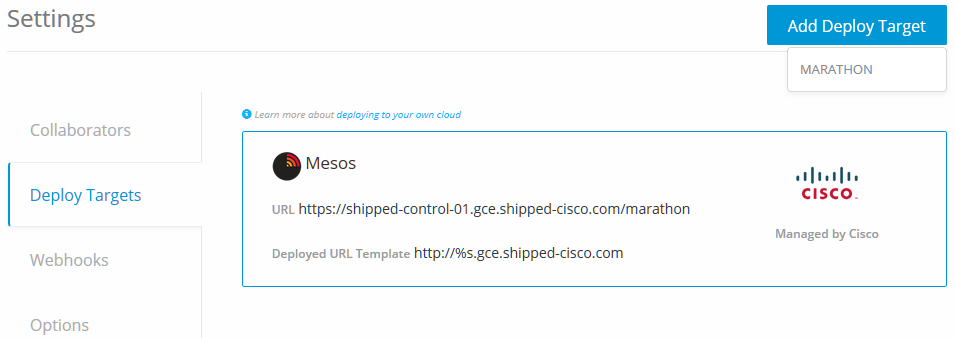 Settings
Add Deploy Target
MARATHON
Collaborators
Deploy Targets
Webhooks
Options
Learn more about deploying to your own cloud
Mesos
URL https://shipped-control-01.gce.shipped-cisco.com/marathon
Deployed URL Template http://%s.gce.shipped-cisco.com
CISCO
Managed by Cisco